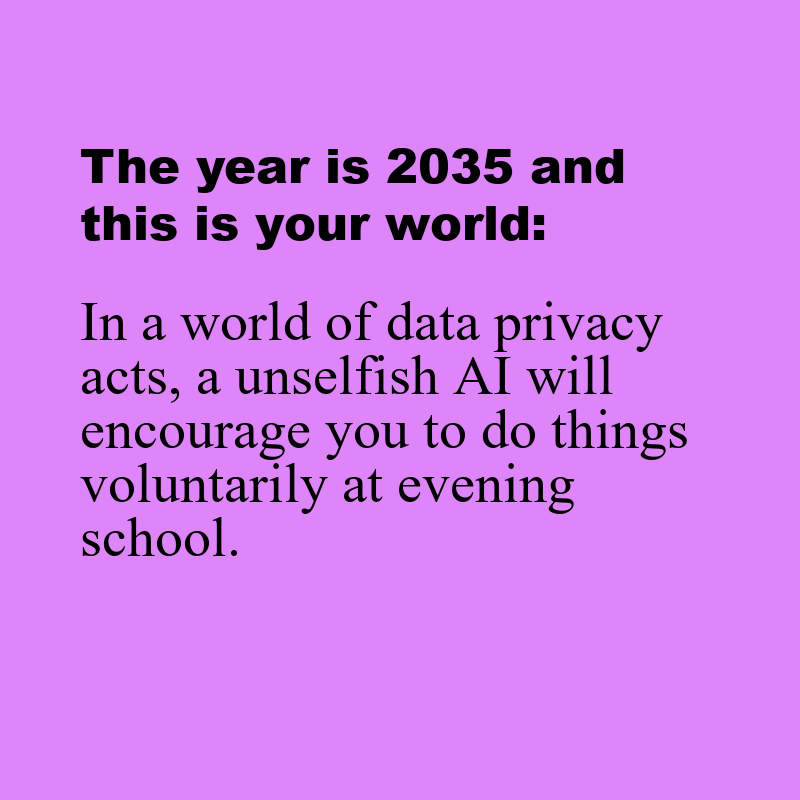 The year is 2035 and
this is your world:
In a world of data privacy
acts, a unselfish AI will
encourage you to do things
voluntarily at evening
school.